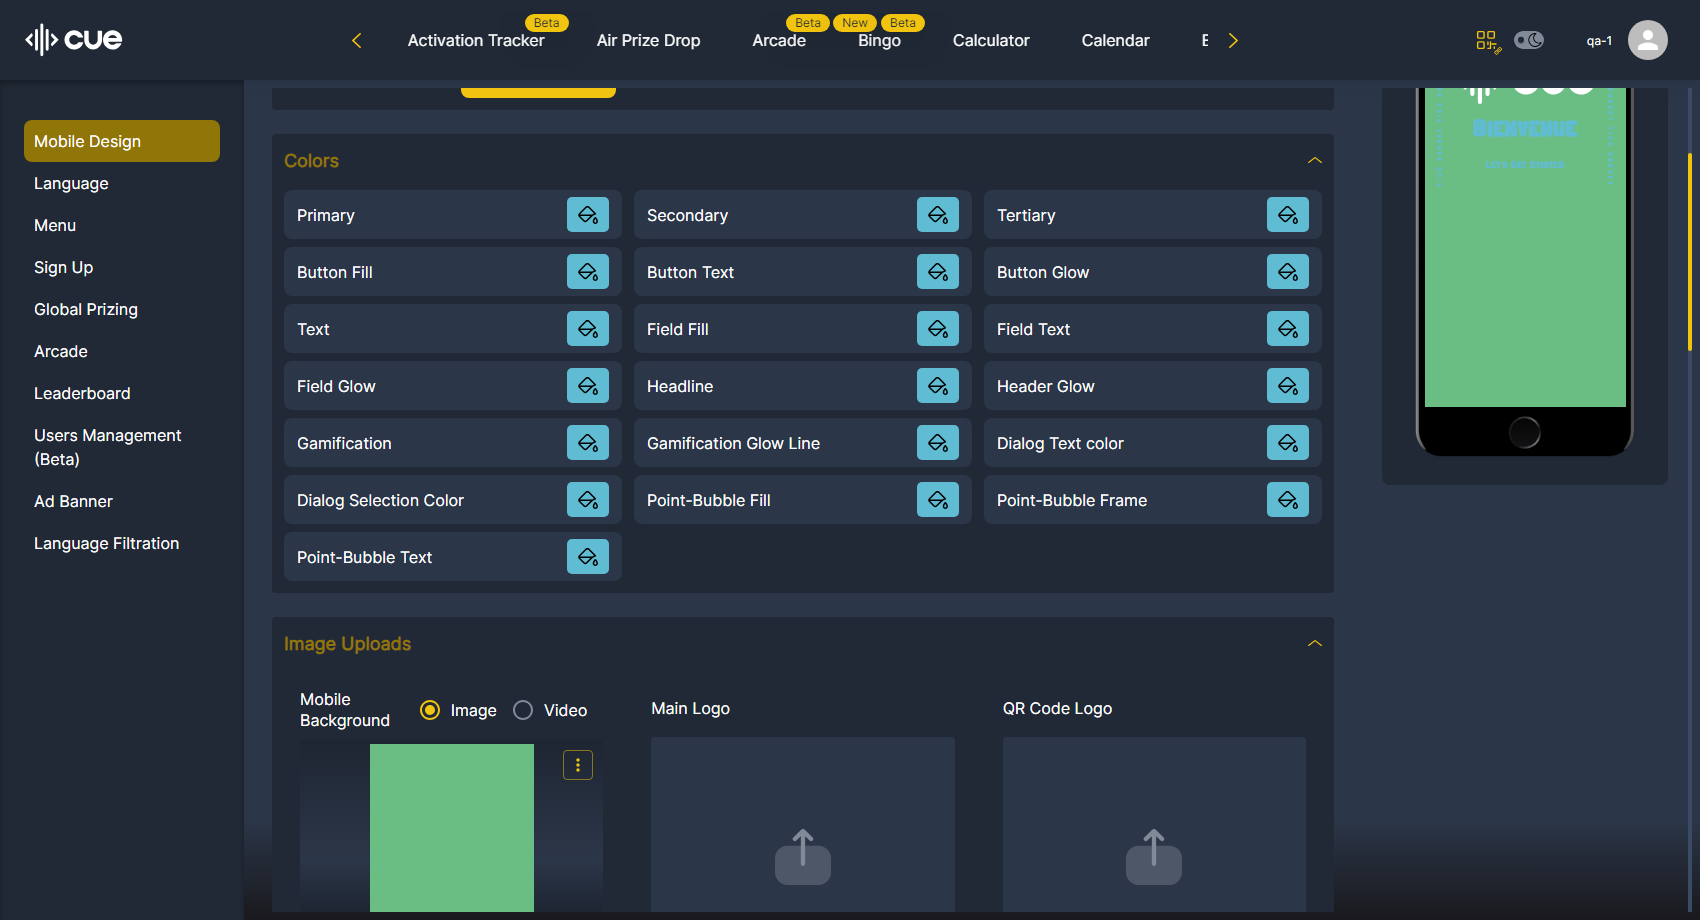 cue
Activation Tracker
Beta
Air Prize Drop
Arcade
Beta
Bingo
New
Beta
Calculator
Calendar
qa-1
Mobile Design
Language
Menu
Sign Up
Global Prizing
Arcade
Leaderboard
Users Management
(Beta)
Ad Banner
Language Filtration
Colors
Primary
Secondary
Tertiary
Button Fill
Button Text
Button Glow
Text
Field Fill
Field Text
Field Glow
Headline
Header Glow
Gamification
Gamification Glow Line
Dialog Text color
Dialog Selection Color
Point-Bubble Fill
Point-Bubble Frame
Point-Bubble Text
Image Uploads
Mobile
Background
Image
Video
Main Logo
QR Code Logo
BIENVENUE